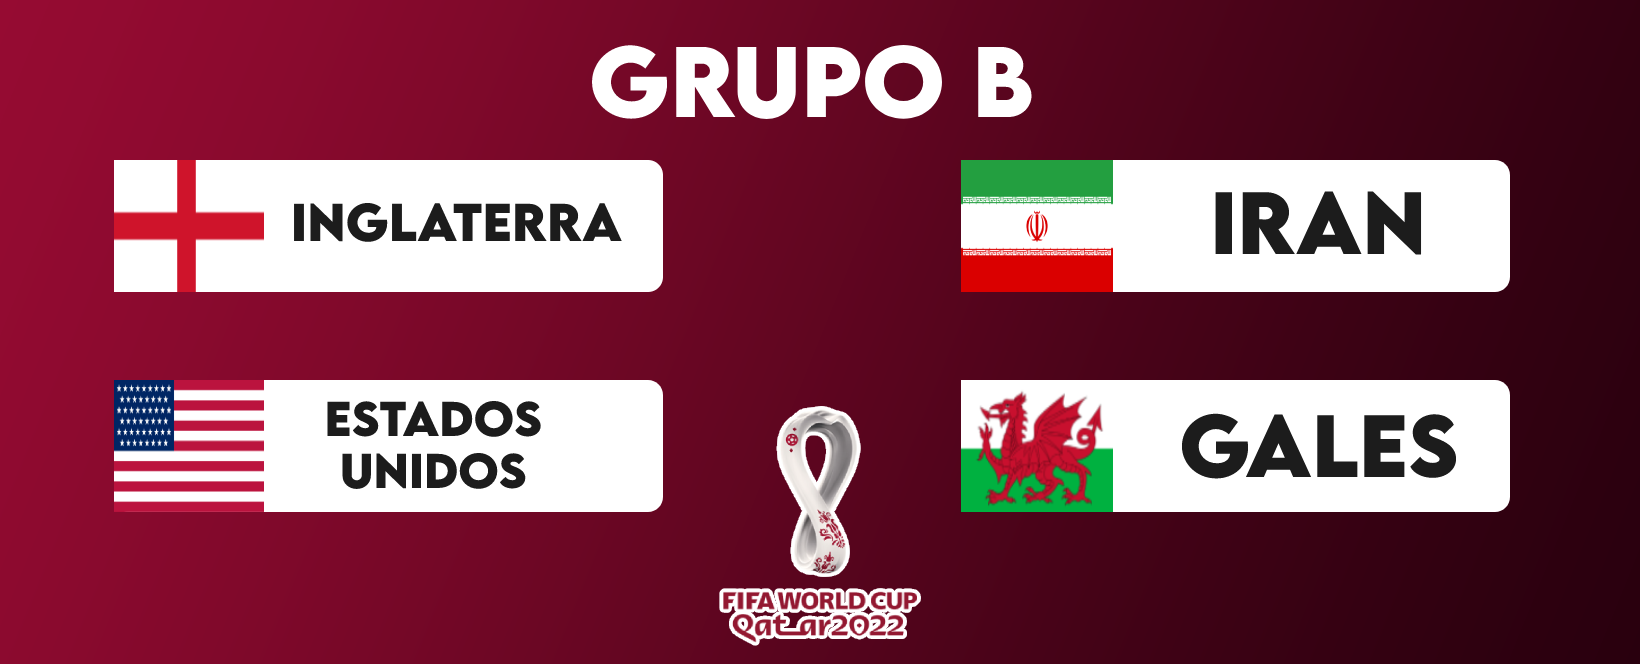 GRUPO B
INGLATERRA
IRAN
ESTADOS
UNIDOS
GALES
FIFA WORLD CUP
Qatar2022